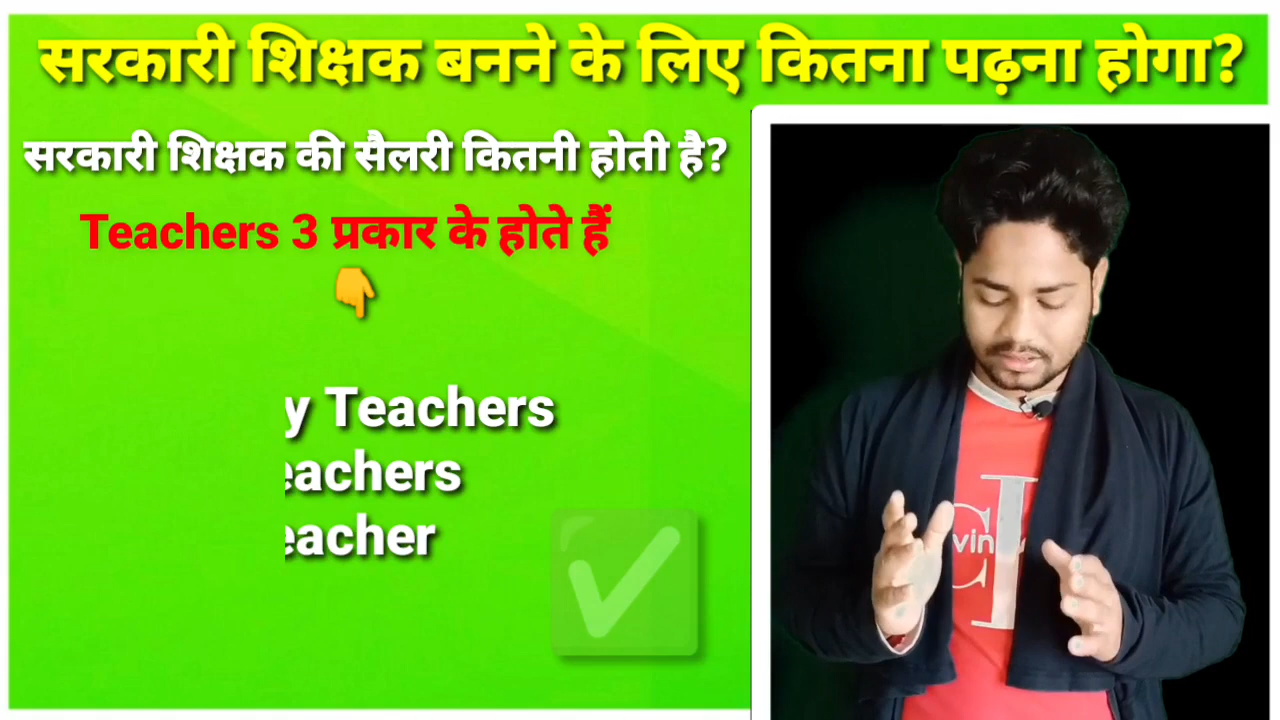 सरकारी शिक्षक बनने के लिए कितना पढ़ना होगा?
सरकारी शिक्षक की सैलरी कितनी होती है?
Teachers 3 प्रकार के होते हैं
y Teachers
eachers
eacher